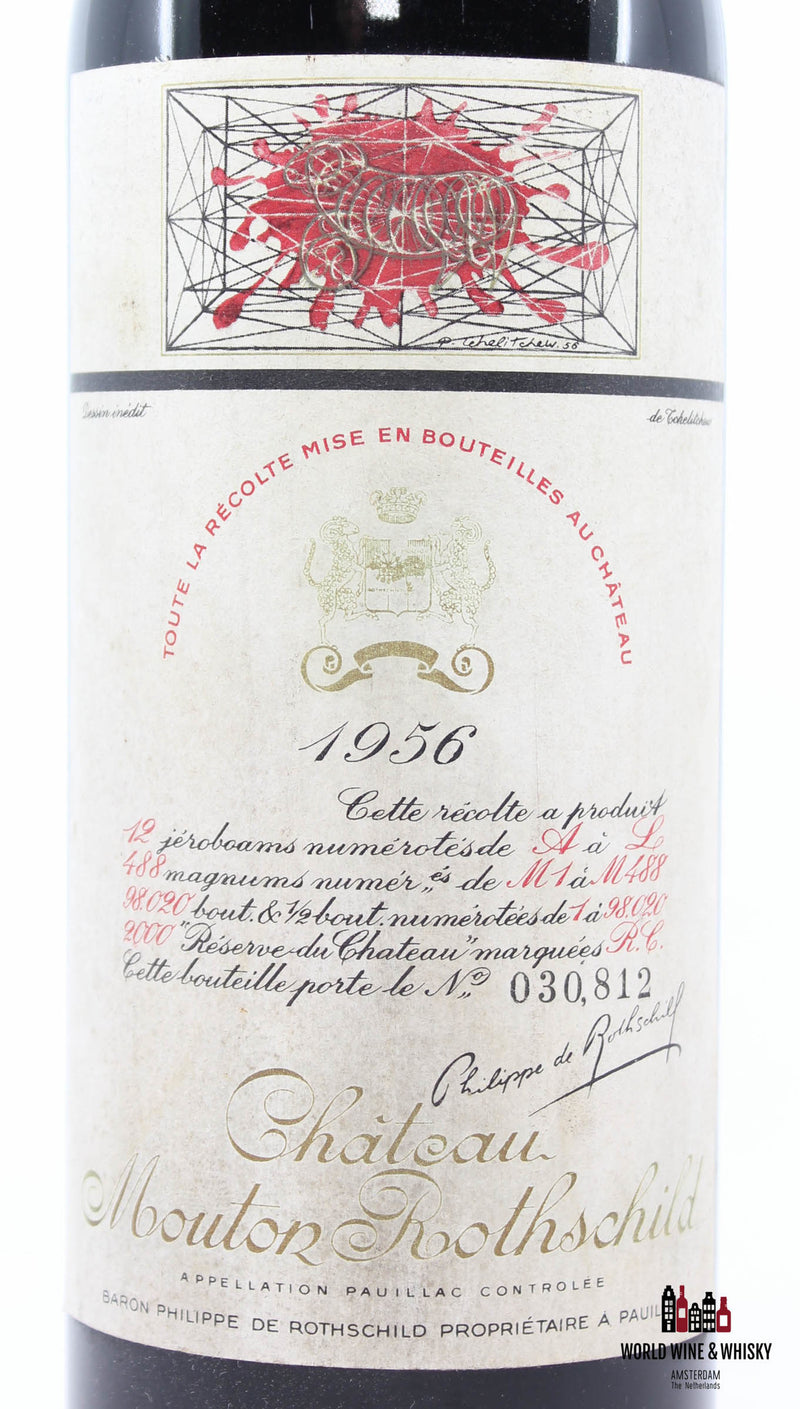 P. Tchelitchew. 56
Dessin inédit
de Tchelitchew
TOUTE LA RÉCOLTE MISE EN BOUTEILLES AU CHÂTEAU
1956
Cette récolte a produit
12 jéroboams numérotés de A à L
488 magnums numér„és de M1 à M488
98.020 bout. & 1/2 bout. numérotées de 1 à 98.020
2000 "Réserve du Chateau" marquées R.C.
Cette bouteille porte le No 030,812
Philippe de Rothschild
Château
Mouton Rothschild
APPELLATION PAUILLAC CONTROLÉE
BARON PHILIPPE DE ROTHSCHILD PROPRIÉTAIRE À PAUIL
WORLD WINE & WHISKY
AMSTERDAM
The Netherlands